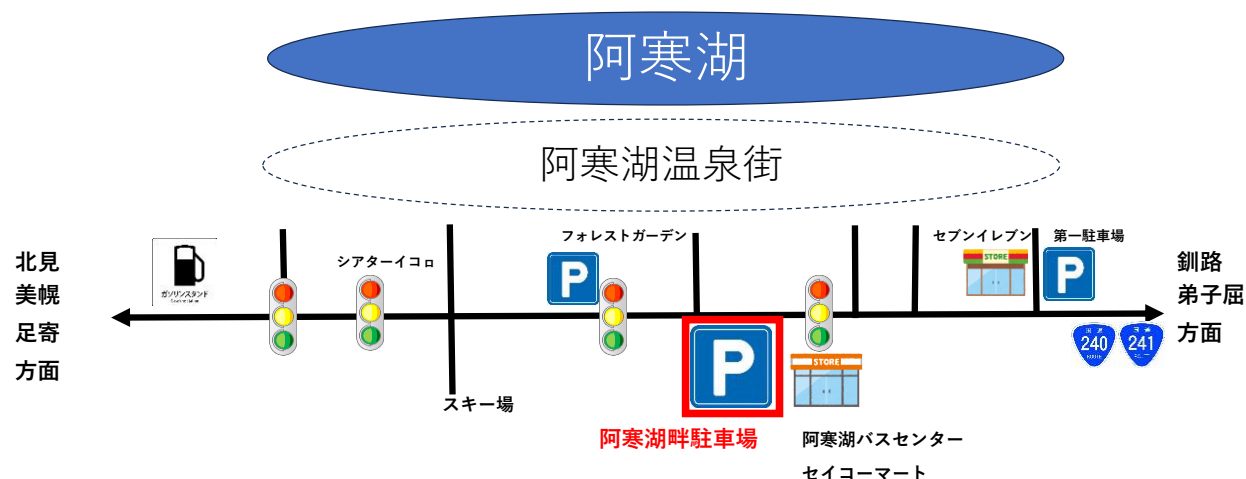 阿寒湖
阿寒湖温泉街
フォレストガーデン
セブンイレブン
第一駐車場
シアターイコロ
北見
美幌
足寄
方面
ガソリンスタンド
P
P
STORE
釧路
弟子屈
方面
240
ROUTE
241
P
STORE
スキー場
阿寒湖畔駐車場
阿寒湖バスセンター
セイコーマート